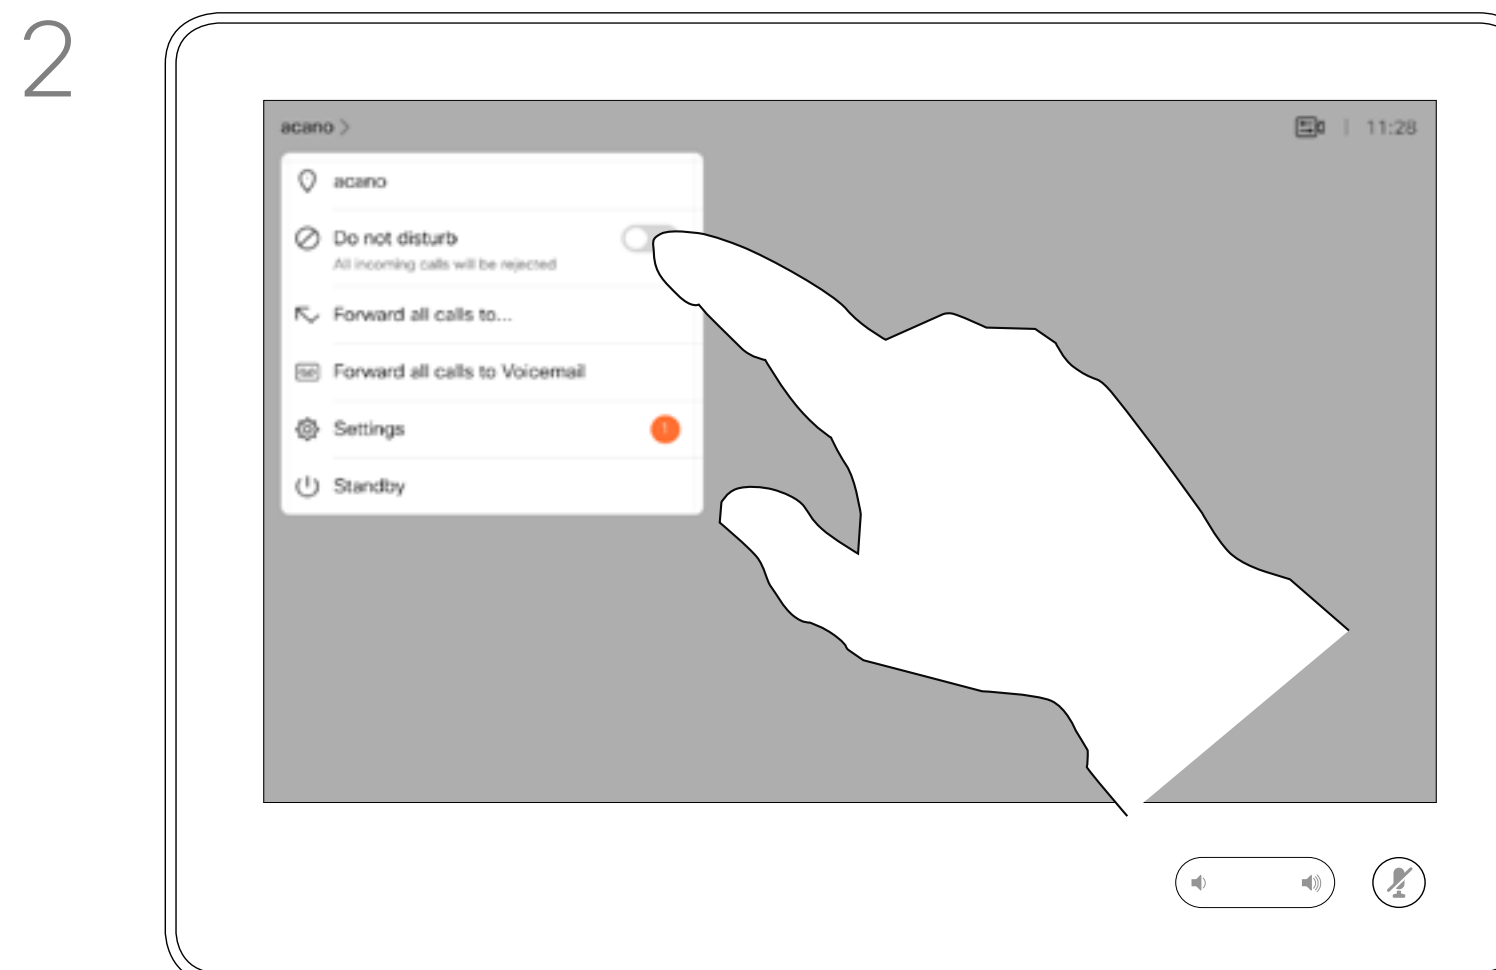 2
acano >
11:28
acano
Do not disturb
All incoming calls will be rejected
Forward all calls to...
Forward all calls to Voicemail
Settings
1
Standby